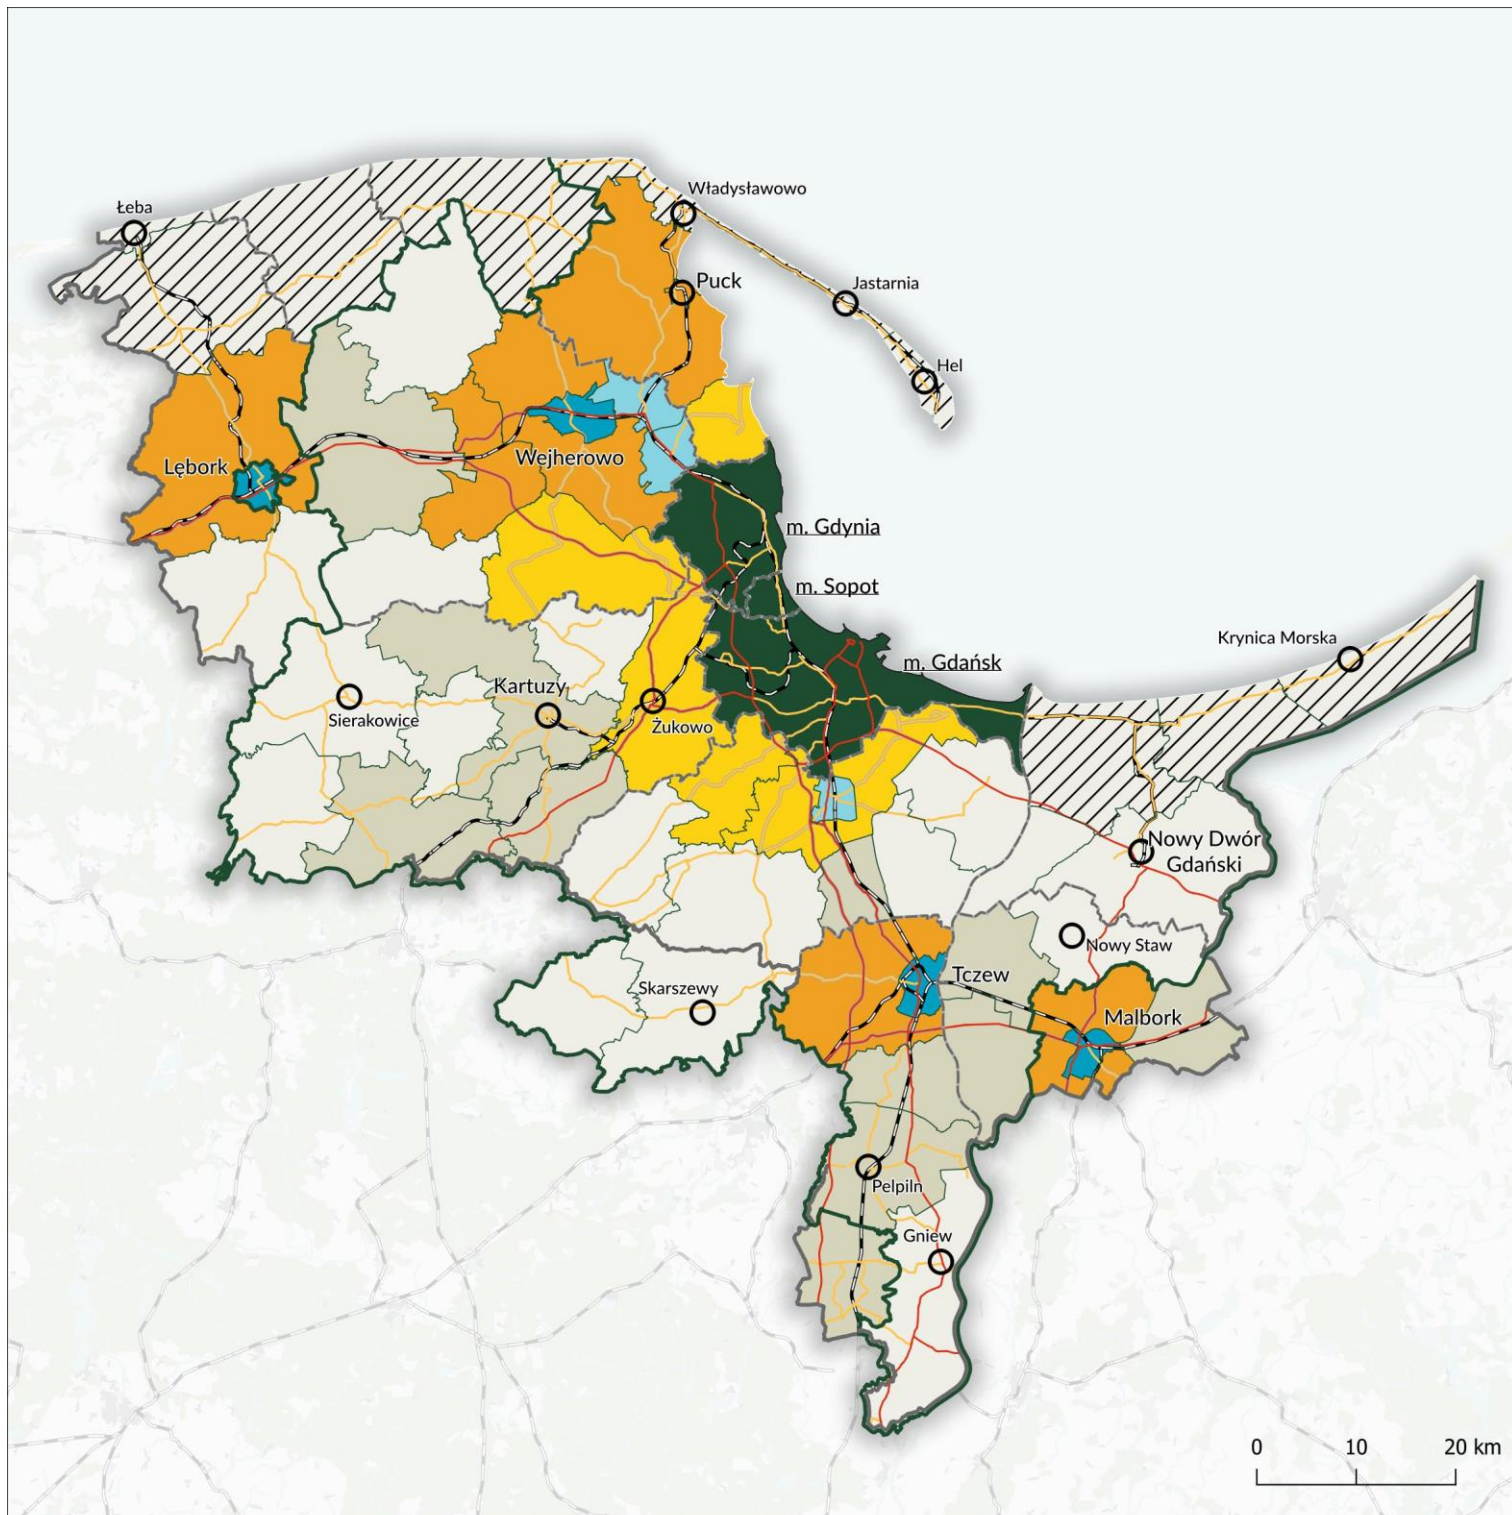 Władysławowo
Łeba
Puck
Jastarnia
Hel
Lębork
Wejherowo
m. Gdynia
m. Sopot
Krynica Morska
m. Gdańsk
Kartuzy
Sierakowice
Żukowo
Nowy Dwór
Gdański
Nowy Staw
Tczew
Skarszewy
Malbork
Pelpiln
Gniew
0 10 20 km